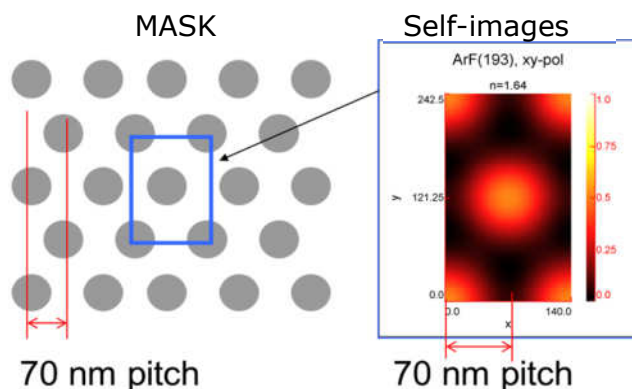 MASK
Self-images
ArF(193), xy-pol
n=1.64
242.5
1.0
0.75
y
121.25
0.5
0.25
0.0
0
0.0
140.0
x
70 nm pitch
70 nm pitch